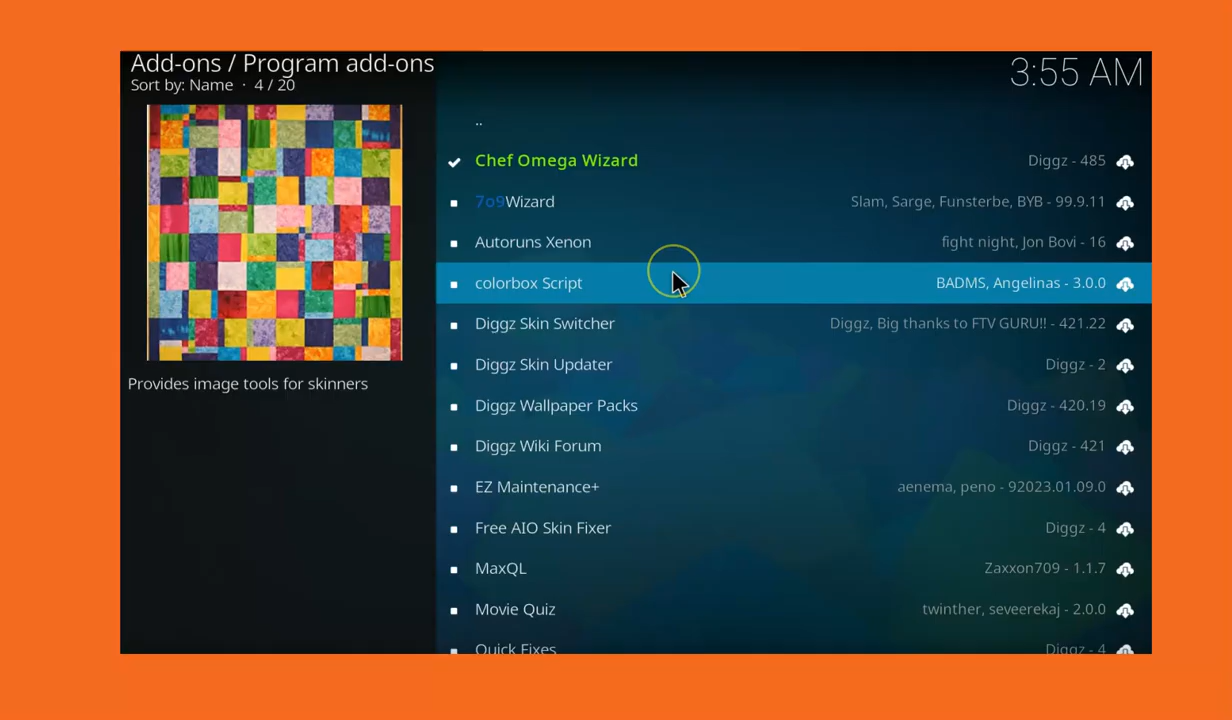 Add-ons / Program add-ons
Sort by: Name · 4 / 20
3:55 AM
..
Chef Omega Wizard Diggz - 485
7o9Wizard Slam, Sarge, Funsterbe, BYB - 99.9.11
Autoruns Xenon fight night, Jon Bovi - 16
colorbox Script BADMS, Angelinas - 3.0.0
Diggz Skin Switcher Diggz, Big thanks to FTV GURU!! - 421.22
Diggz Skin Updater Diggz - 2
Diggz Wallpaper Packs Diggz - 420.19
Diggz Wiki Forum Diggz - 421
EZ Maintenance+ aenema, peno - 92023.01.09.0
Free AIO Skin Fixer Diggz - 4
MaxQL Zaxxon709 - 1.1.7
Movie Quiz twinther, seveerekaj - 2.0.0
Quick Fixes Diggz - 4
Provides image tools for skinners